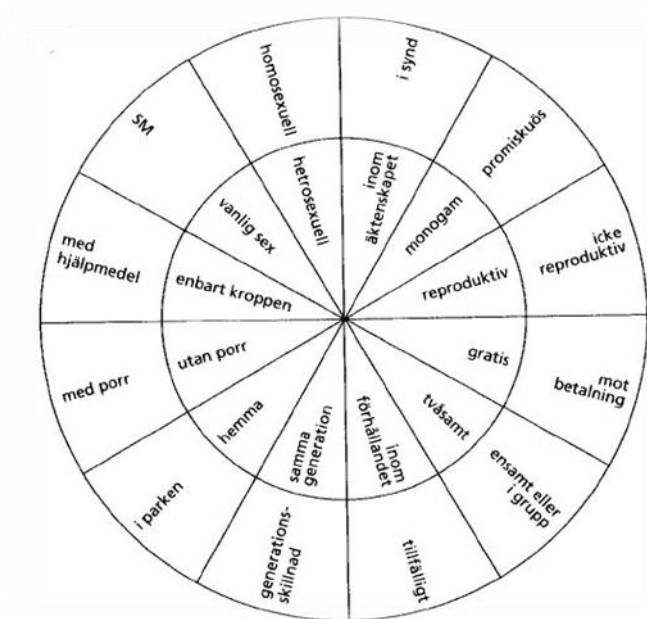 i synd
promiskuös
icke
reproduktiv
mot
betalning
ensamt eller
i grupp
tillfälligt
generations-
skillnad
i parken
med porr
med
hjälpmedel
SM
homosexuell
inom
äktenskapet
monogam
reproduktiv
gratis
tvåsamt
inom
förhållandet
samma
generation
hemma
utan porr
enbart kroppen
vanlig sex
hetrosexuell